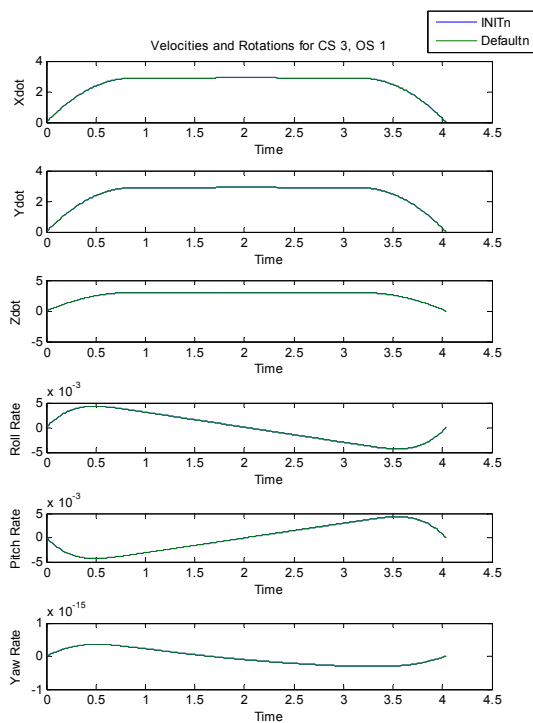 INITn
Defaultn
Velocities and Rotations for CS 3, OS 1
Xdot
4
2
0
0 0.5 1 1.5 2 2.5 3 3.5 4 4.5
Time
Ydot
4
2
0
0 0.5 1 1.5 2 2.5 3 3.5 4 4.5
Time
Zdot
5
0
-5
0 0.5 1 1.5 2 2.5 3 3.5 4 4.5
Time
x 10^-3
Roll Rate
5
0
-5
0 0.5 1 1.5 2 2.5 3 3.5 4 4.5
Time
x 10^-3
Pitch Rate
5
0
-5
0 0.5 1 1.5 2 2.5 3 3.5 4 4.5
Time
x 10^-15
Yaw Rate
1
0
-1
0 0.5 1 1.5 2 2.5 3 3.5 4 4.5
Time